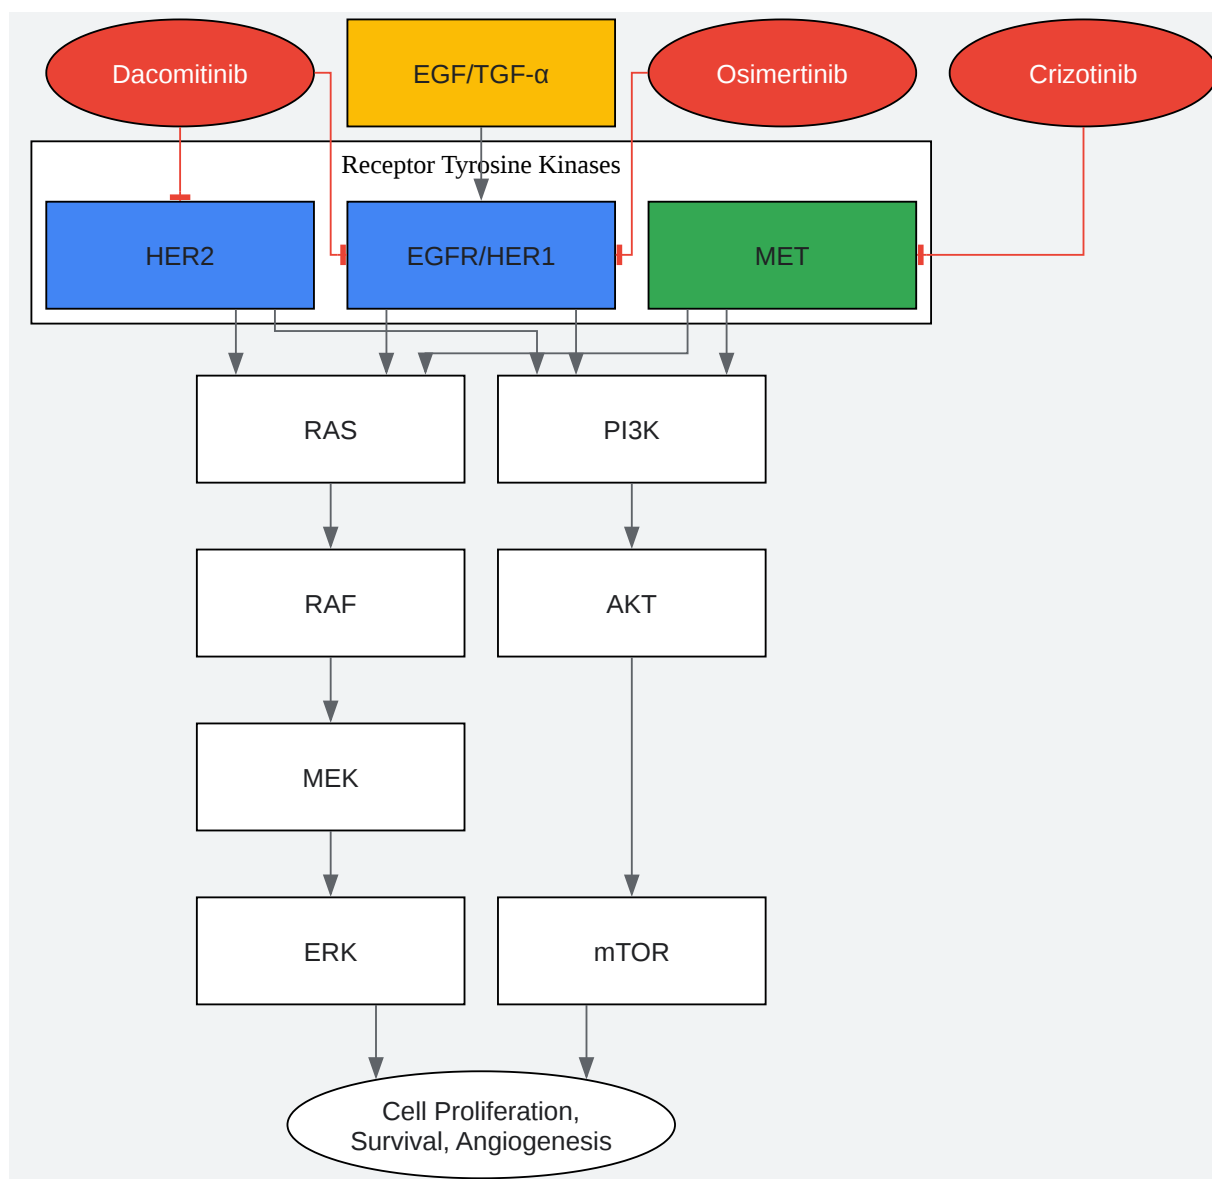 Dacomitinib
EGF/TGF-α
Osimertinib
Crizotinib
Receptor Tyrosine Kinases
HER2
EGFR/HER1
MET
RAS
PI3K
RAF
AKT
MEK
ERK
mTOR
Cell Proliferation,
Survival, Angiogenesis